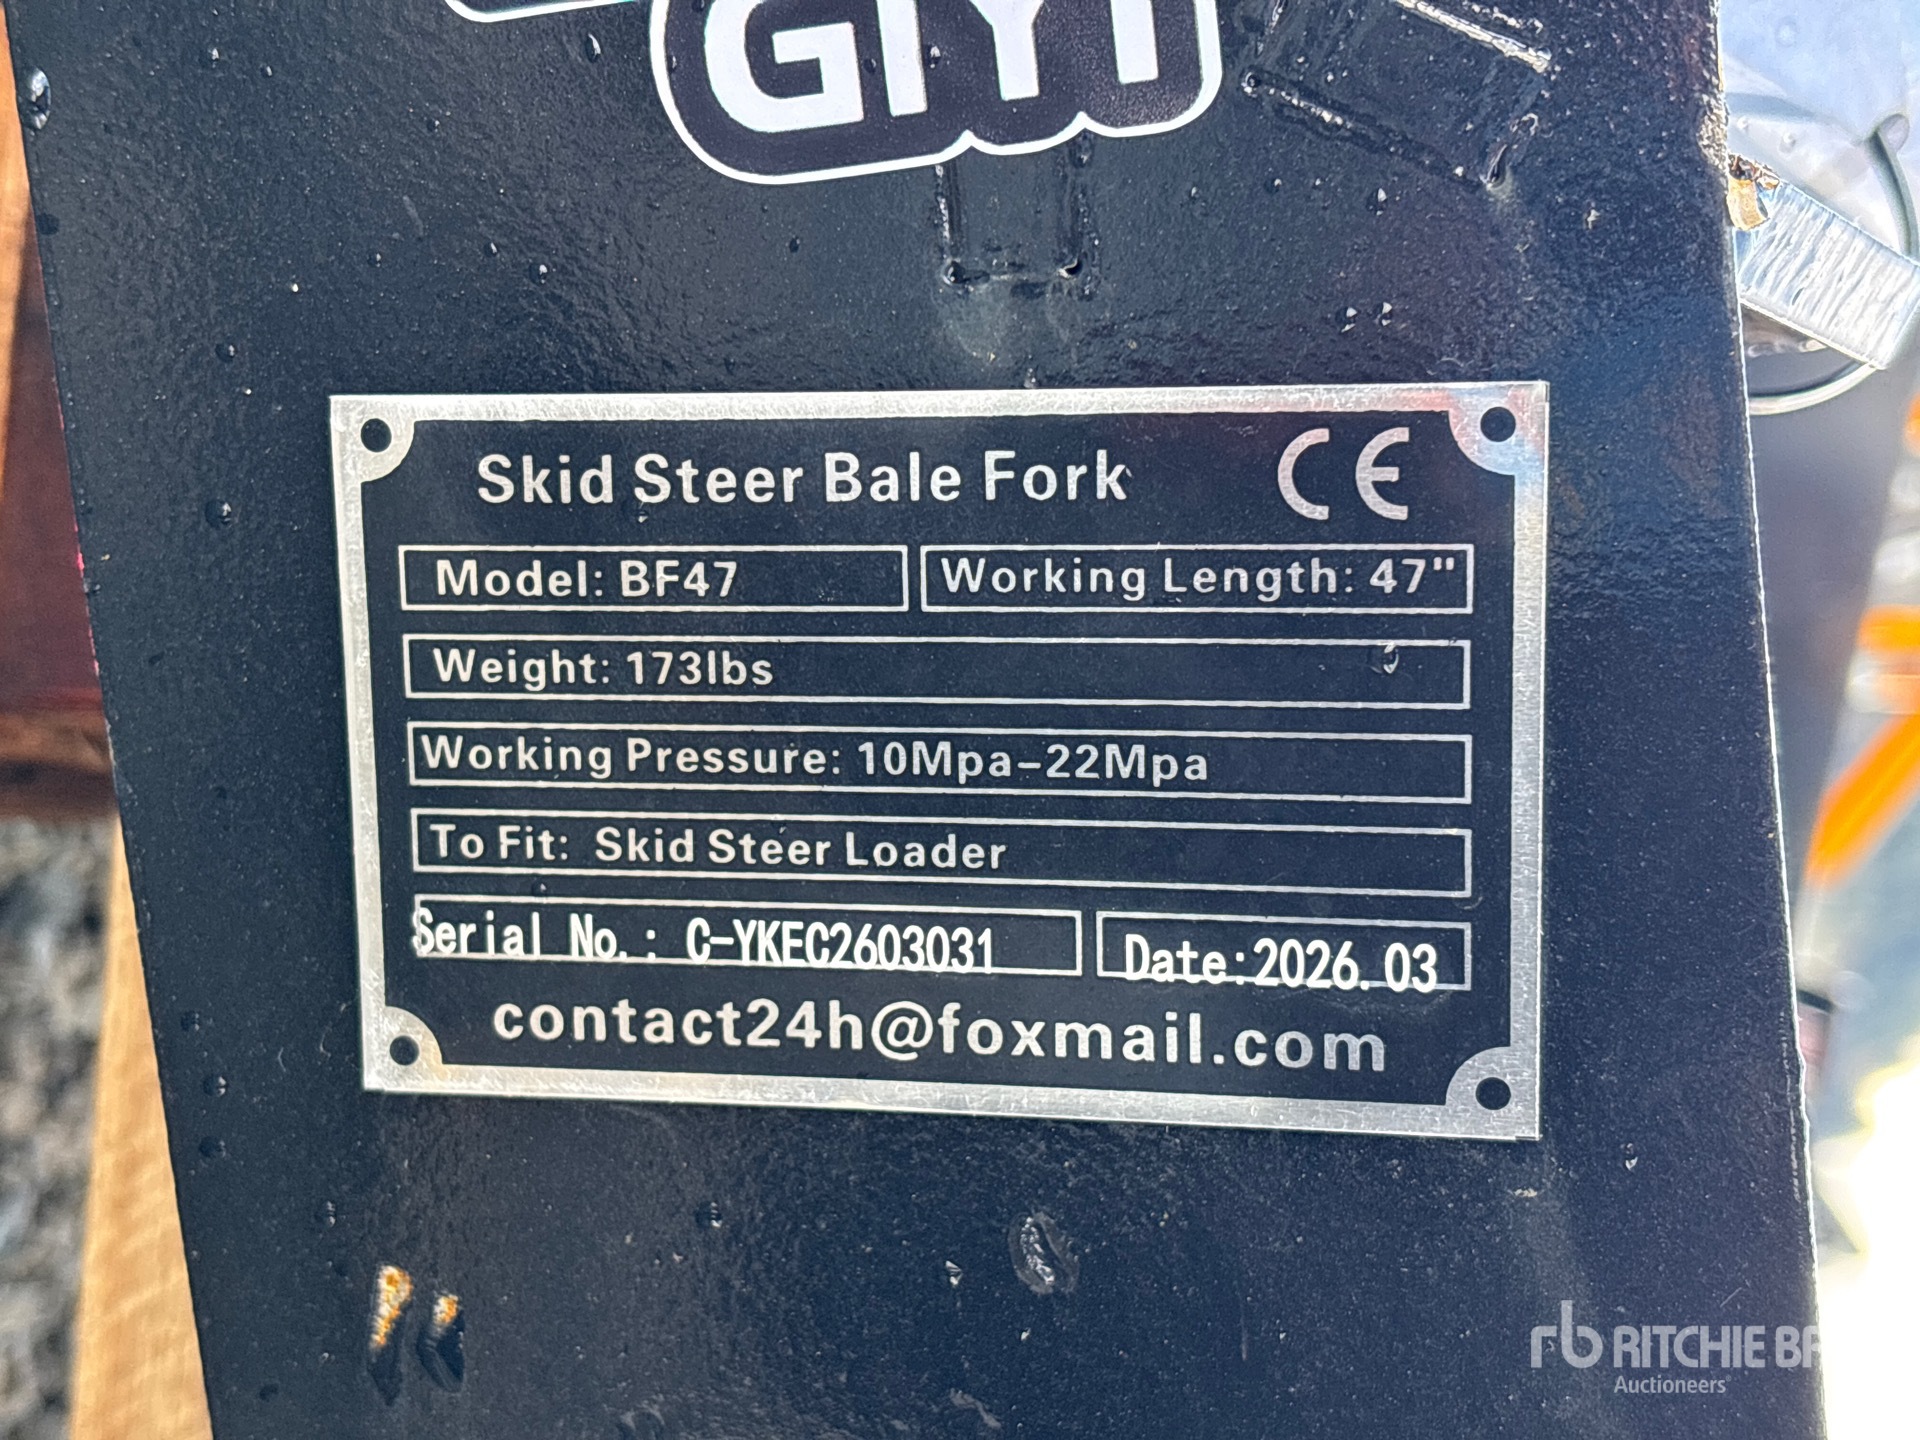 GIYI
Skid Steer Bale Fork CE
Model: BF47 Working Length: 47"
Weight: 173lbs
Working Pressure: 10Mpa-22Mpa
To Fit: Skid Steer Loader
Serial No.: C-YKEC2603031 Date:2026.03
contact24h@foxmail.com
rb RITCHIE
Auctioneers